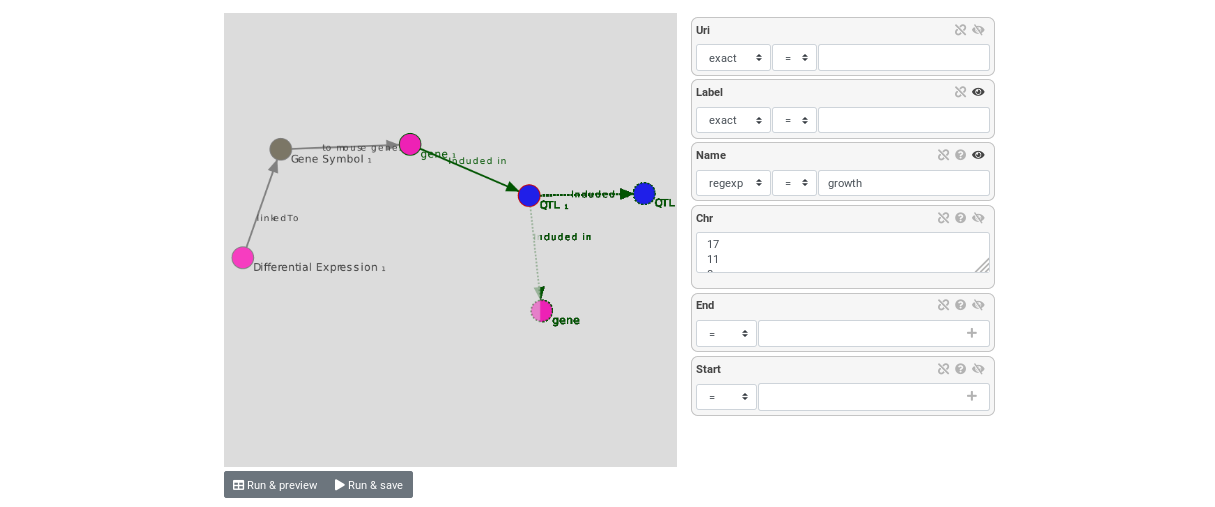 to mouse gene
Gene Symbol 1
gene 1
Included in
Included
QTL 1
QTL
linkedTo
Included in
Differential Expression 1
gene
Run & preview
Run & save
Uri
exact
=
Label
exact
=
Name
regexp
=
growth
Chr
17
11
End
=
+
Start
=
+